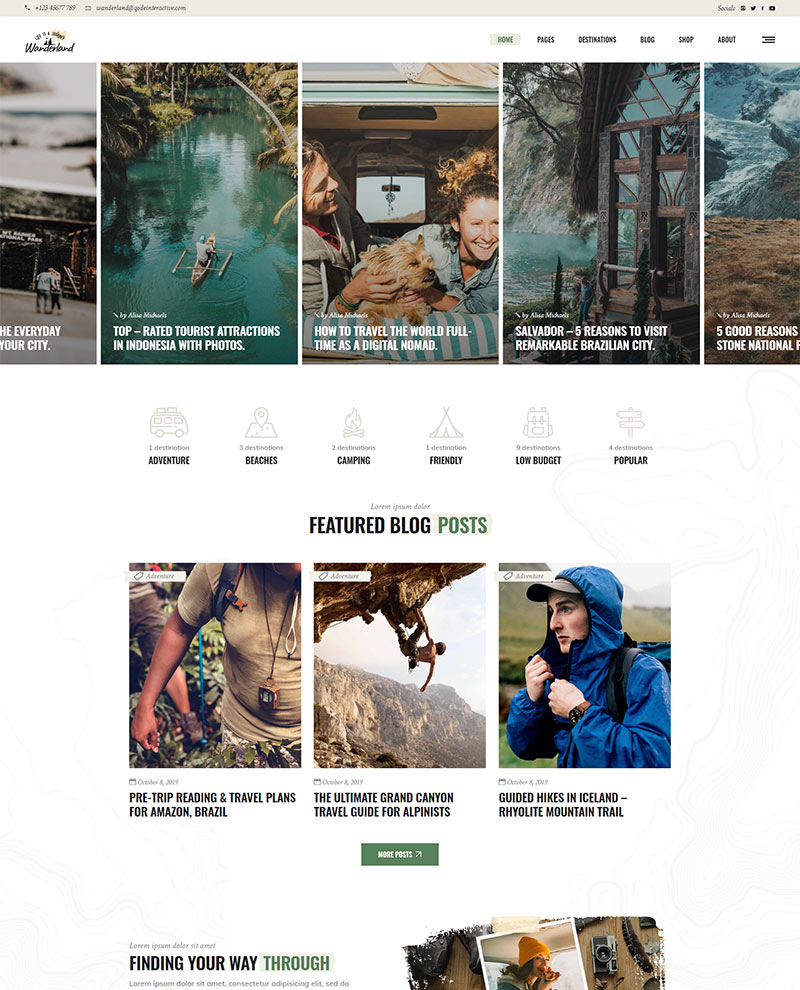 +123 45677 789 wanderland@qodeinteractive.com Socials
LIFE IS A JOURNEY
Wanderland
HOME PAGES DESTINATIONS BLOG SHOP ABOUT
MT RAINIER
NATIONAL PARK
HE EVERYDAY
YOUR CITY.
by Alisa Michaels
TOP – RATED TOURIST ATTRACTIONS
IN INDONESIA WITH PHOTOS.
by Alisa Michaels
HOW TO TRAVEL THE WORLD FULL-
TIME AS A DIGITAL NOMAD.
by Alisa Michaels
SALVADOR – 5 REASONS TO VISIT
REMARKABLE BRAZILIAN CITY.
by Alisa Michaels
5 GOOD REASONS
STONE NATIONAL
1 destination
ADVENTURE
3 destinations
BEACHES
2 destinations
CAMPING
1 destination
FRIENDLY
9 destinations
LOW BUDGET
4 destinations
POPULAR
Lorem ipsum dolor
FEATURED BLOG POSTS
Adventure
October 8, 2019
PRE-TRIP READING & TRAVEL PLANS
FOR AMAZON, BRAZIL
Adventure
October 8, 2019
THE ULTIMATE GRAND CANYON
TRAVEL GUIDE FOR ALPINISTS
Adventure
October 8, 2019
GUIDED HIKES IN ICELAND –
RHYOLITE MOUNTAIN TRAIL
MORE POSTS
Lorem ipsum dolor sit amet
FINDING YOUR WAY THROUGH
Lorem ipsum dolor sit amet, consectetur adipiscing elit, sed do